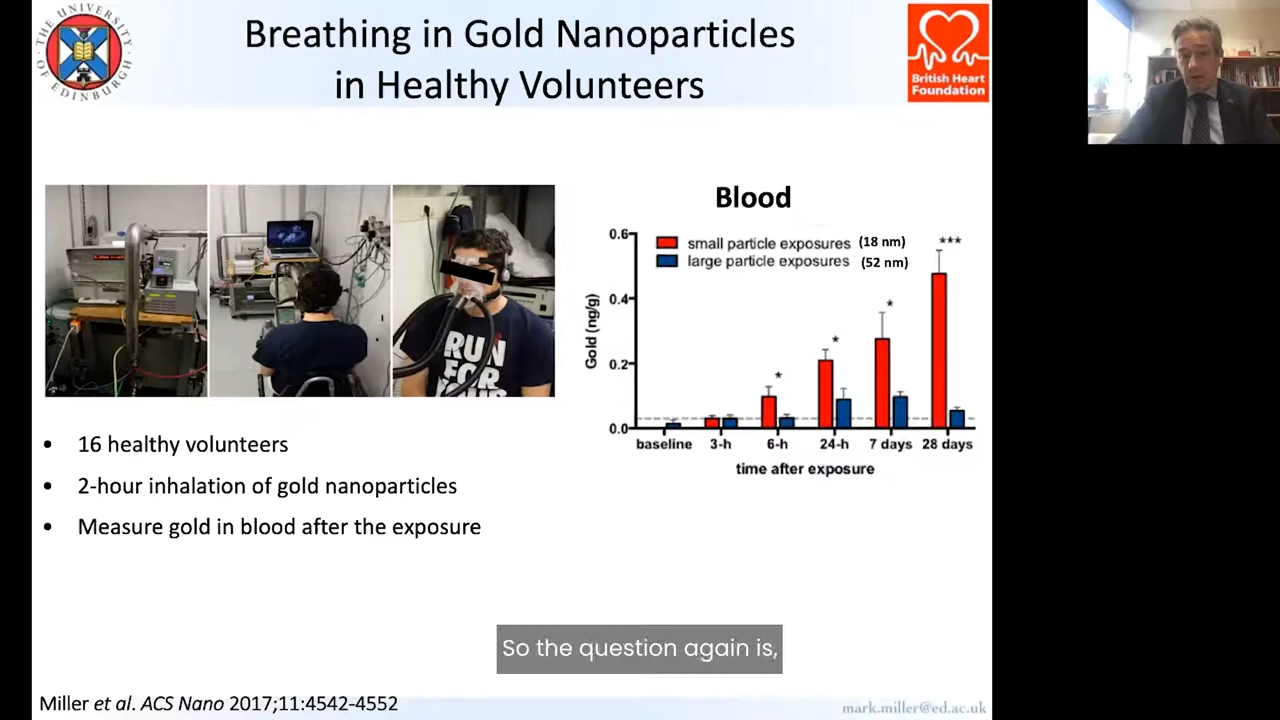 THE UNIVERSITY
OF EDINBURGH
Breathing in Gold Nanoparticles
in Healthy Volunteers
British Heart
Foundation
RUN
FOR
YOUR
Blood
0.6
0.4
0.2
0.0
Gold (ng/g)
small particle exposures (18 nm)
large particle exposures (52 nm)
*
*
*
***
baseline 3-h 6-h 24-h 7 days 28 days
time after exposure
• 16 healthy volunteers
• 2-hour inhalation of gold nanoparticles
• Measure gold in blood after the exposure
So the question again is,
Miller et al. ACS Nano 2017;11:4542-4552
mark.miller@ed.ac.uk